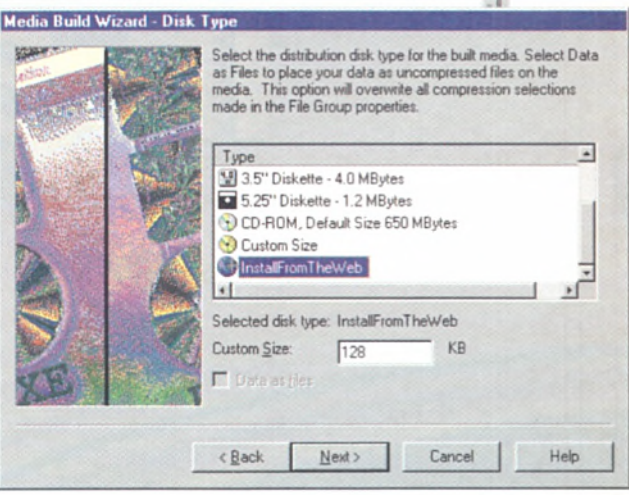 Media Build Wizard - Disk Type
Select the distribution disk type for the built media. Select Data
as Files to place your data as uncompressed files on the
media. This option will overwrite all compression selections
made in the File Group properties.
Type
3.5" Diskette - 4.0 MBytes
5.25" Diskette - 1.2 MBytes
CD-ROM, Default Size 650 MBytes
Custom Size
InstallFromTheWeb
Selected disk type: InstallFromTheWeb
Custom Size: 128 KB
Data as files
XE
< Back Next > Cancel Help